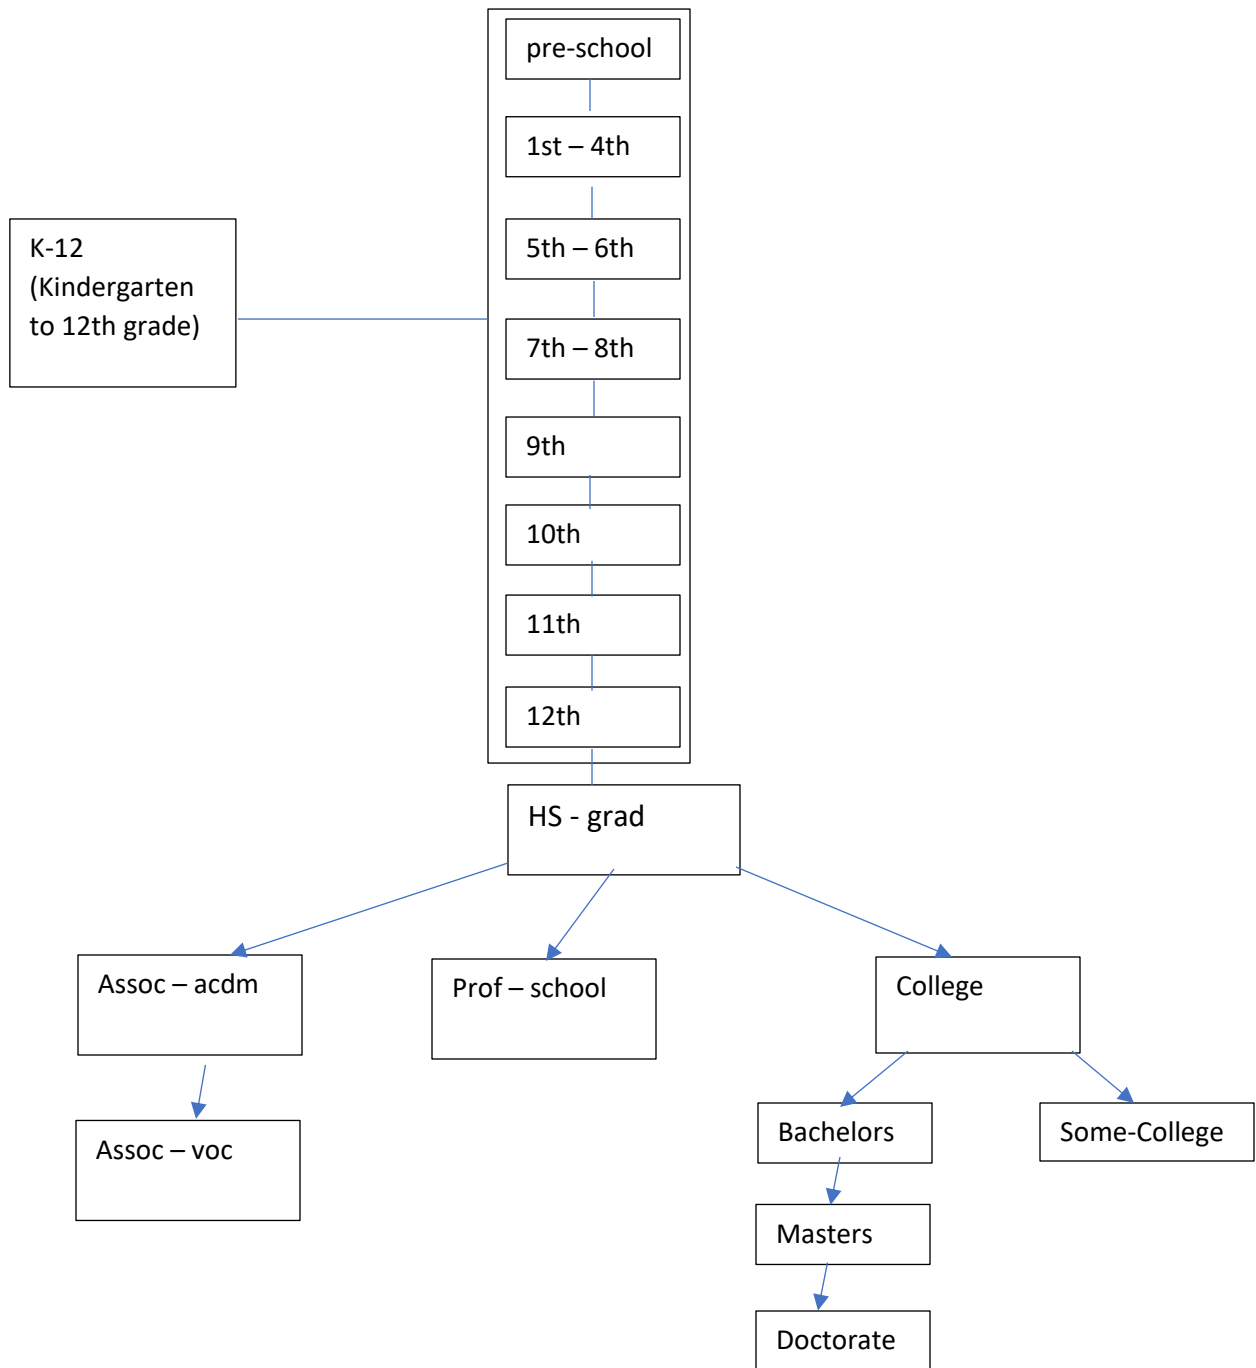 pre-school
1st – 4th
K-12
(Kindergarten
to 12th grade)
5th – 6th
7th – 8th
9th
10th
11th
12th
HS - grad
Assoc – acdm
Prof – school
College
Assoc – voc
Bachelors
Some-College
Masters
Doctorate